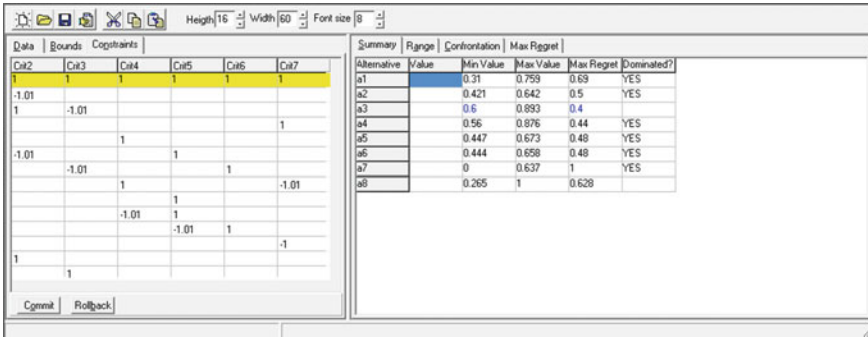 Heigth 16 Width 60 Font size 8
Data Bounds Constraints
Crit2 Crit3 Crit4 Crit5 Crit6 Crit7
1 1 1 1 1 1
-1.01
1 -1.01
1
1
-1.01 1
-1.01 1
1 -1.01
1
-1.01 1
-1.01 1
-1
1
1
Commit Rollback
Summary Range Confrontation Max Regret
Alternative Value Min Value Max Value Max Regret Dominated?
a1 0.31 0.759 0.69 YES
a2 0.421 0.642 0.5 YES
a3 0.6 0.893 0.4
a4 0.56 0.876 0.44 YES
a5 0.447 0.673 0.48 YES
a6 0.444 0.658 0.48 YES
a7 0 0.637 1 YES
a8 0.265 1 0.628